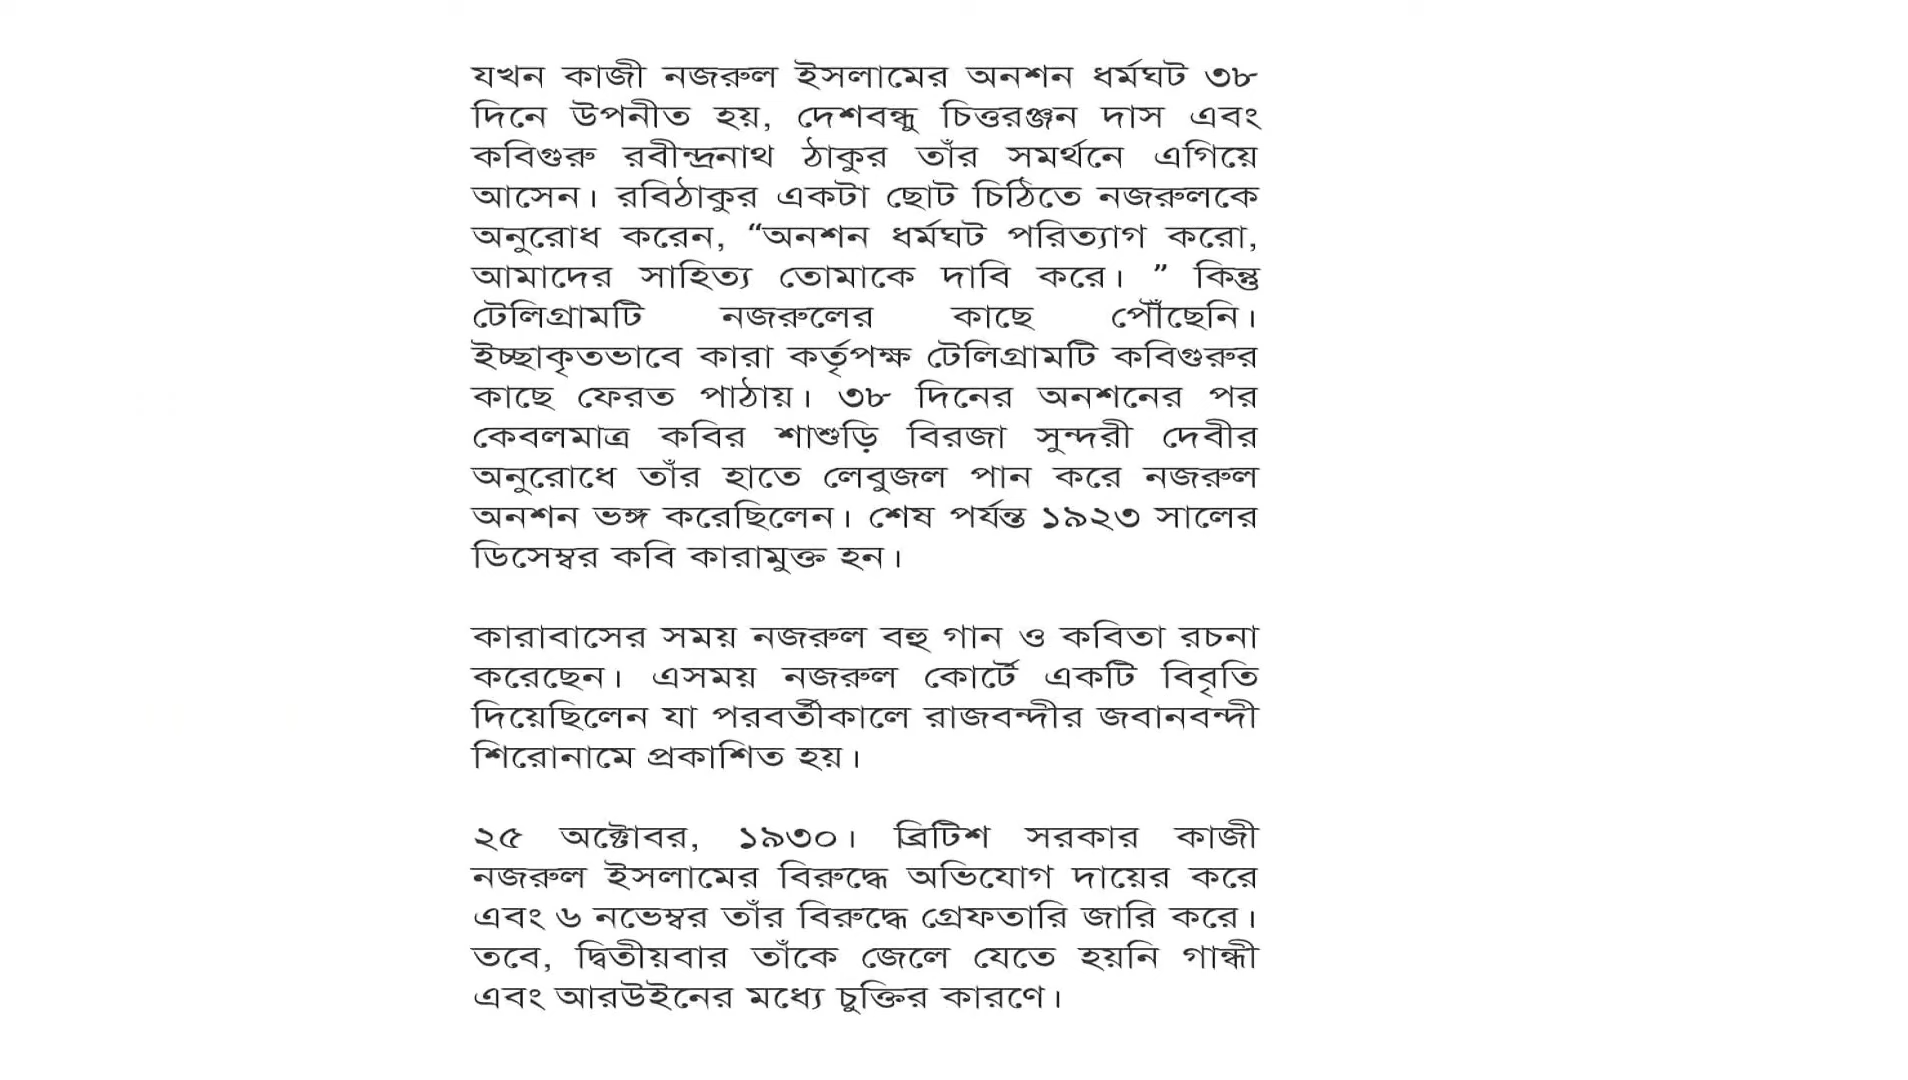 যখন কাজী নজরুল ইসলামের অনশন ধর্মঘট ৩৮
দিনে উপনীত হয়, দেশবন্ধু চিত্তরঞ্জন দাস এবং
কবিগুরু রবীন্দ্রনাথ ঠাকুর তাঁর সমর্থনে এগিয়ে
আসেন। রবিঠাকুর একটা ছোট চিঠিতে নজরুলকে
অনুরোধ করেন, “অনশন ধর্মঘট পরিত্যাগ করো,
আমাদের সাহিত্য তোমাকে দাবি করে। ” কিন্তু
টেলিগ্রামটি নজরুলের কাছে পৌঁছেনি।
ইচ্ছাকৃতভাবে কারা কর্তৃপক্ষ টেলিগ্রামটি কবিগুরুর
কাছে ফেরত পাঠায়। ৩৮ দিনের অনশনের পর
কেবলমাত্র কবির শাশুড়ি বিরজা সুন্দরী দেবীর
অনুরোধে তাঁর হাতে লেবুজল পান করে নজরুল
অনশন ভঙ্গ করেছিলেন। শেষ পর্যন্ত ১৯২৩ সালের
ডিসেম্বর কবি কারামুক্ত হন।
কারাবাসের সময় নজরুল বহু গান ও কবিতা রচনা
করেছেন। এসময় নজরুল কোর্টে একটি বিবৃতি
দিয়েছিলেন যা পরবর্তীকালে রাজবন্দীর জবানবন্দী
শিরোনামে প্রকাশিত হয়।
২৫ অক্টোবর, ১৯৩০। ব্রিটিশ সরকার কাজী
নজরুল ইসলামের বিরুদ্ধে অভিযোগ দায়ের করে
এবং ৬ নভেম্বর তাঁর বিরুদ্ধে গ্রেফতারি জারি করে।
তবে, দ্বিতীয়বার তাঁকে জেলে যেতে হয়নি গান্ধী
এবং আরউইনের মধ্যে চুক্তির কারণে।